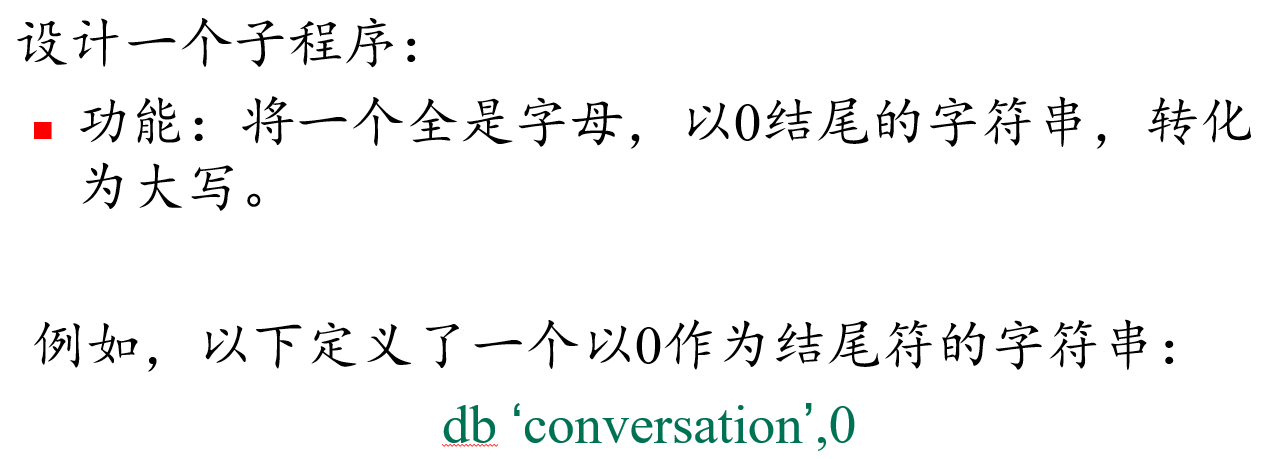 设计一个子程序：
■ 功能：将一个全是字母，以0结尾的字符串，转化
为大写。
例如，以下定义了一个以0作为结尾符的字符串：
db ‘conversation’,0